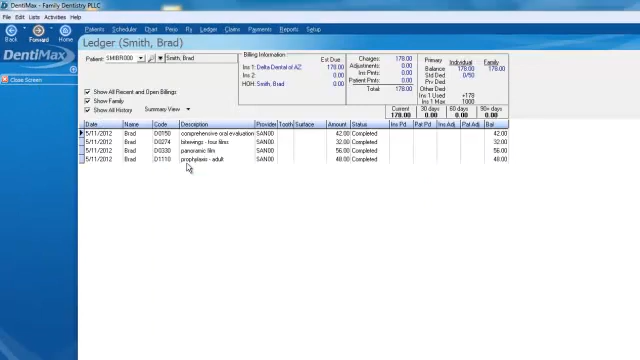 DentiMax - Family Dentistry PLLC
File Edit Lists Activities Help
Back Forward Home
Patients Scheduler Chart Perio Rx Ledger Claims Payments Reports Setup
DentiMax
Close Screen
Ledger (Smith, Brad)
Patient: SMIBR000 Smith, Brad
Billing Information
Est Due
Ins 1: Delta Dental of AZ 178.00
Ins 2: 0.00
HOH: Smith, Brad 0.00
Charges: 178.00
Adjustments: 0.00
Ins Pmts: 0.00
Patient Pmts: 0.00
Total: 178.00
Primary Individual Family
Balance 178.00 178.00
Std Ded 0/50
Prv Ded
Other Ded
Ins 1 Used +178
Ins 1 Max 1000
Show All Recent and Open Billings
Show Family
Show All History
Summary View
Current 30 days 60 days 90+ days
178.00 0.00 0.00 0.00
Date Name Code Description Provider Tooth Surface Amount Status Ins Pd Pat Pd Ins Adj Pat Adj Bal
5/11/2012 Brad D0150 comprehensive oral evaluation SAN00 42.00 Completed 42.00
5/11/2012 Brad D0274 bitewings - four films SAN00 32.00 Completed 32.00
5/11/2012 Brad D0330 panoramic film SAN00 56.00 Completed 56.00
5/11/2012 Brad D1110 prophylaxis - adult SAN00 48.00 Completed 48.00